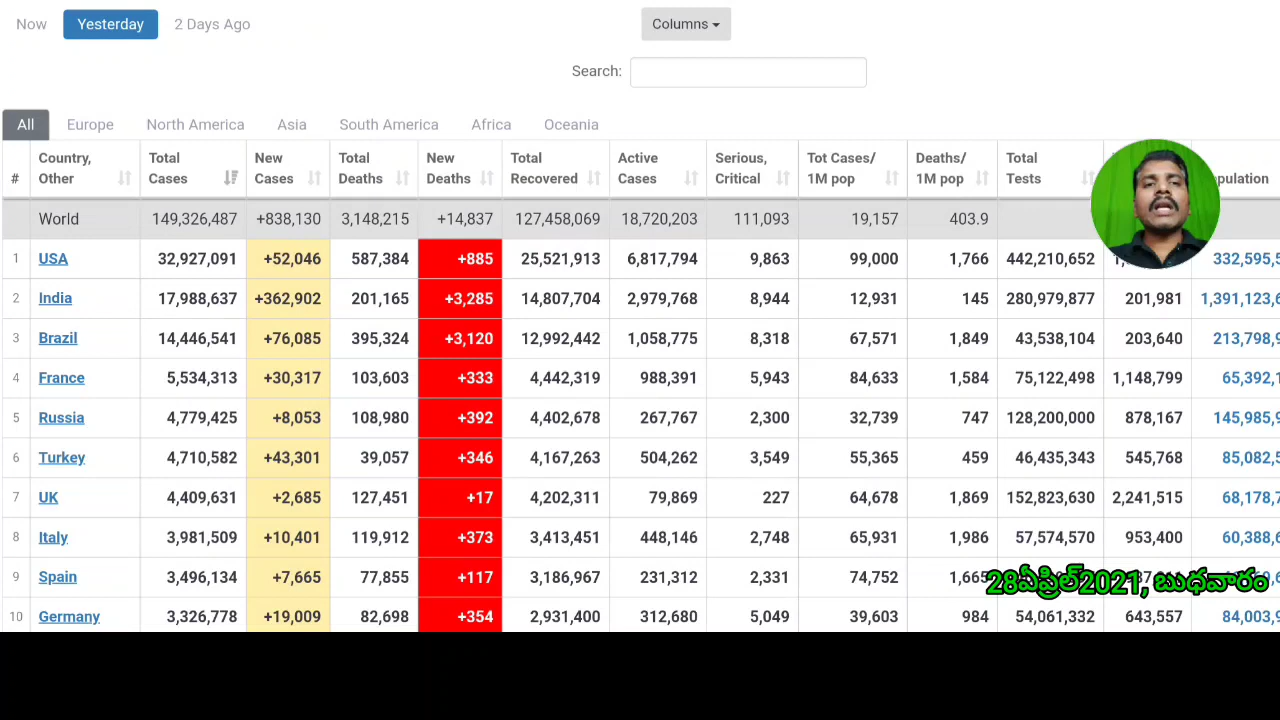 Now Yesterday 2 Days Ago Columns
Search:
All Europe North America Asia South America Africa Oceania
# Country, Other Total Cases New Cases Total Deaths New Deaths Total Recovered Active Cases Serious, Critical Tot Cases/ 1M pop Deaths/ 1M pop Total Tests
World 149,326,487 +838,130 3,148,215 +14,837 127,458,069 18,720,203 111,093 19,157 403.9
1 USA 32,927,091 +52,046 587,384 +885 25,521,913 6,817,794 9,863 99,000 1,766 442,210,652
2 India 17,988,637 +362,902 201,165 +3,285 14,807,704 2,979,768 8,944 12,931 145 280,979,877 201,981
3 Brazil 14,446,541 +76,085 395,324 +3,120 12,992,442 1,058,775 8,318 67,571 1,849 43,538,104 203,640
4 France 5,534,313 +30,317 103,603 +333 4,442,319 988,391 5,943 84,633 1,584 75,122,498 1,148,799
5 Russia 4,779,425 +8,053 108,980 +392 4,402,678 267,767 2,300 32,739 747 128,200,000 878,167
6 Turkey 4,710,582 +43,301 39,057 +346 4,167,263 504,262 3,549 55,365 459 46,435,343 545,768
7 UK 4,409,631 +2,685 127,451 +17 4,202,311 79,869 227 64,678 1,869 152,823,630 2,241,515
8 Italy 3,981,509 +10,401 119,912 +373 3,413,451 448,146 2,748 65,931 1,986 57,574,570 953,400
9 Spain 3,496,134 +7,665 77,855 +117 3,186,967 231,312 2,331 74,752
28ఏప్రిల్2021, బుధవారం
10 Germany 3,326,778 +19,009 82,698 +354 2,931,400 312,680 5,049 39,603 984 54,061,332 643,557